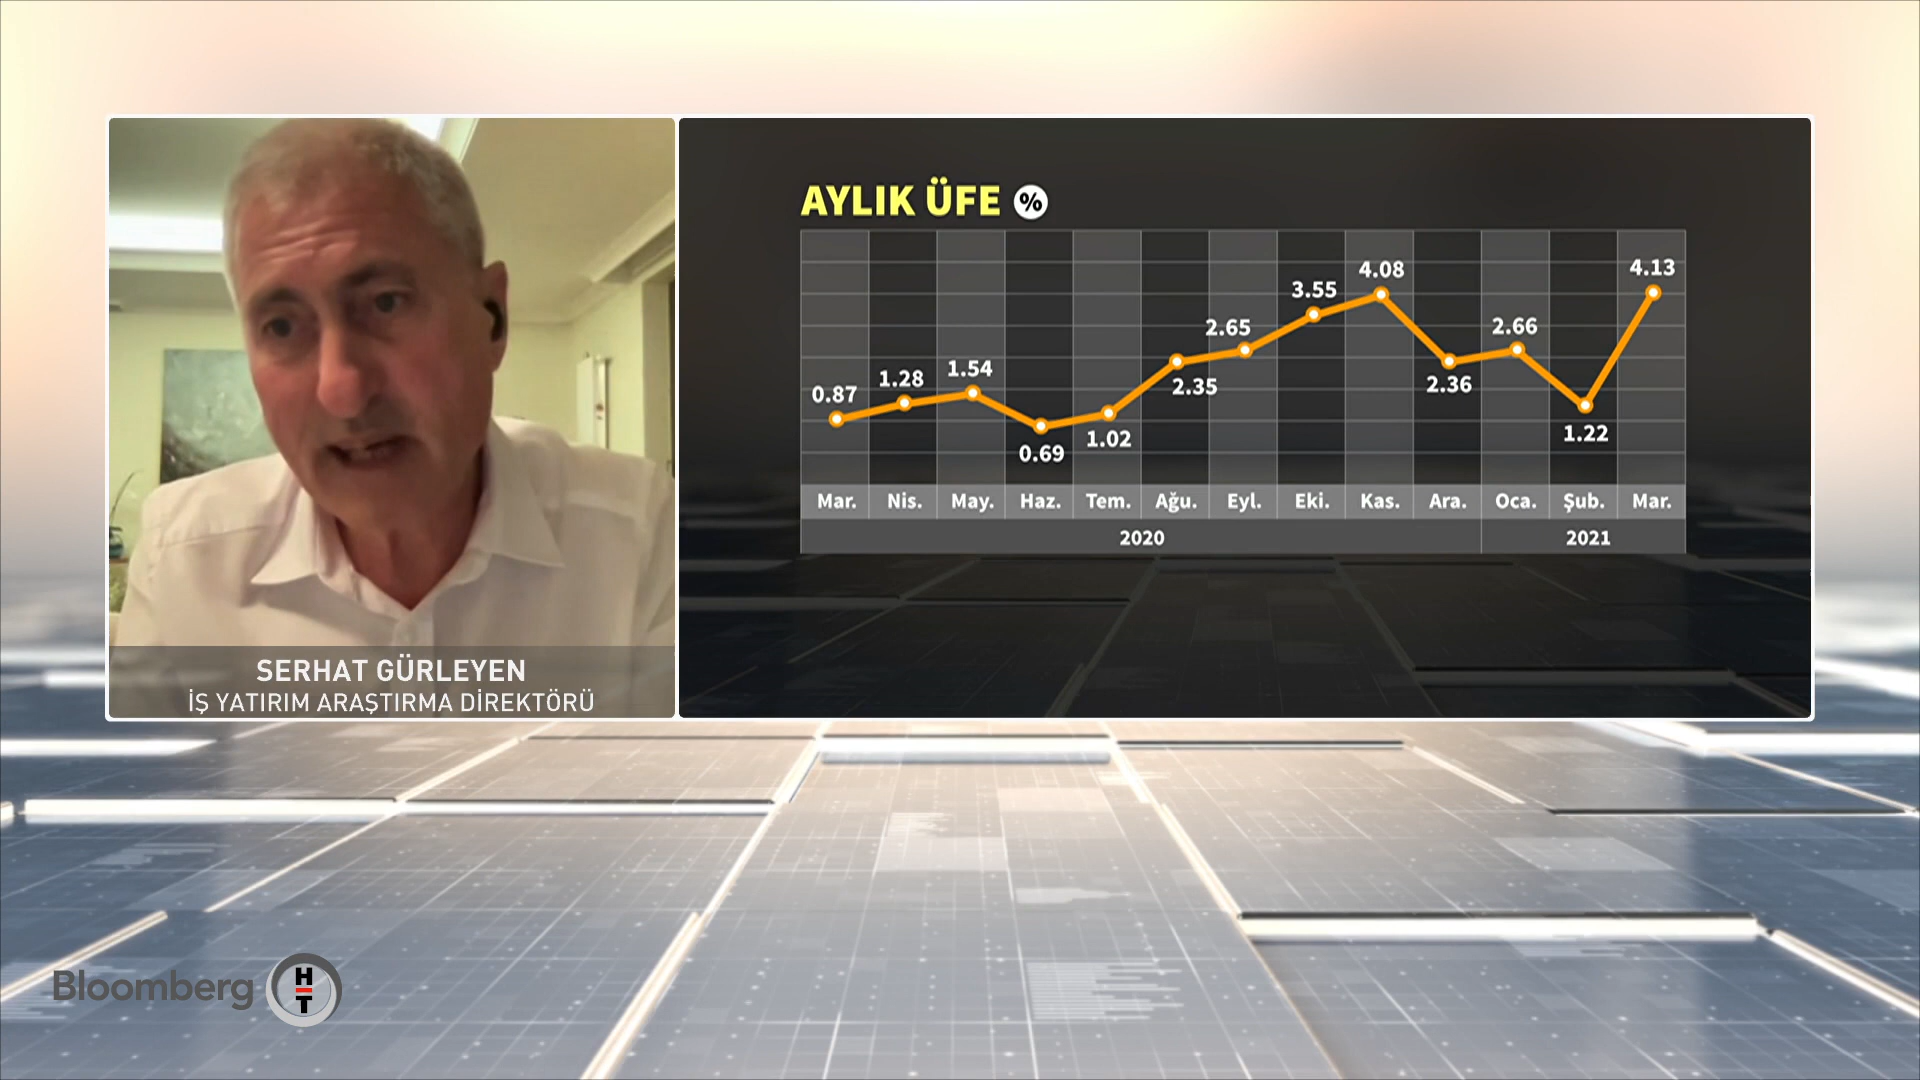 SERHAT GÜRLEYEN
İŞ YATIRIM ARAŞTIRMA DİREKTÖRÜ
AYLIK ÜFE %
0.87
1.28
1.54
0.69
1.02
2.35
2.65
3.55
4.08
2.36
2.66
1.22
4.13
Mar. Nis. May. Haz. Tem. Ağu. Eyl. Eki. Kas. Ara. Oca. Şub. Mar.
2020 2021
Bloomberg HT